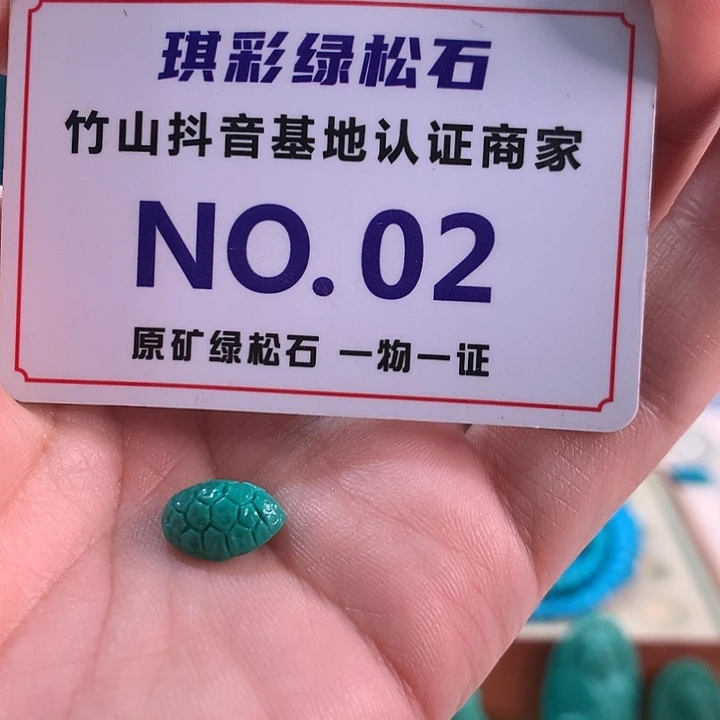 琪彩绿松石
竹山抖音基地认证商家
NO.02
原矿绿松石 一物一证